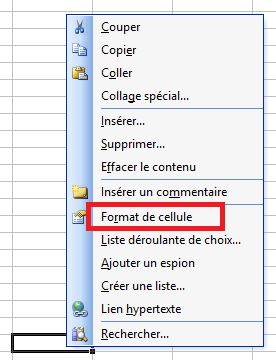 Couper
Copier
Coller
Collage spécial...
Insérer...
Supprimer...
Effacer le contenu
Insérer un commentaire
Format de cellule
Liste déroulante de choix...
Ajouter un espion
Créer une liste...
Lien hypertexte
Rechercher...